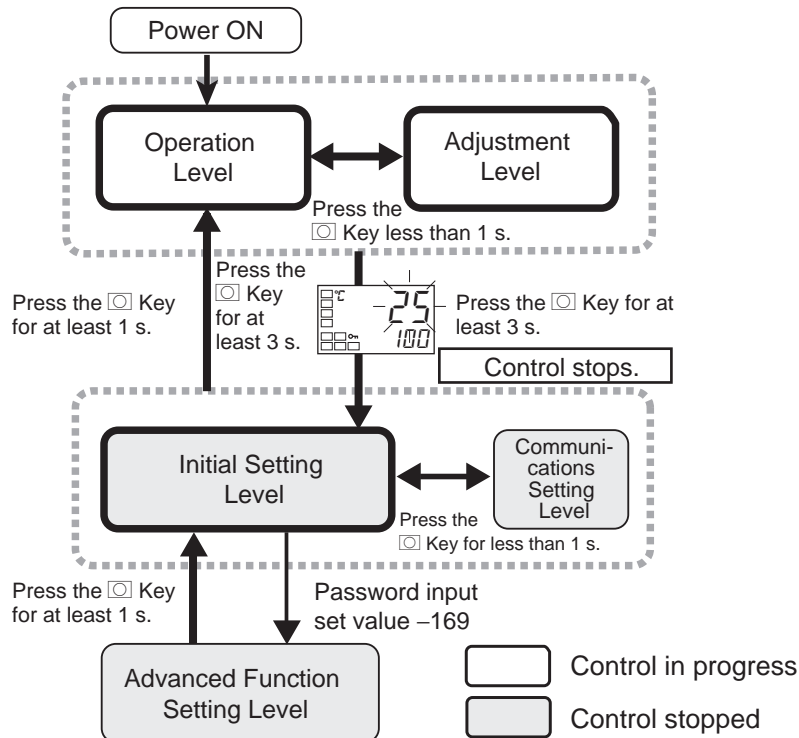 Power ON
Operation
Level
Adjustment
Level
Press the
Key less than 1 s.
Press the Key
for at least 1 s.
Press the
Key
for at
least 3 s.
℃
25
100
Press the Key for at
least 3 s.
Control stops.
Initial Setting
Level
Communi-
cations
Setting
Level
Press the
Key for less than 1 s.
Press the Key
for at least 1 s.
Password input
set value −169
Advanced Function
Setting Level
Control in progress
Control stopped